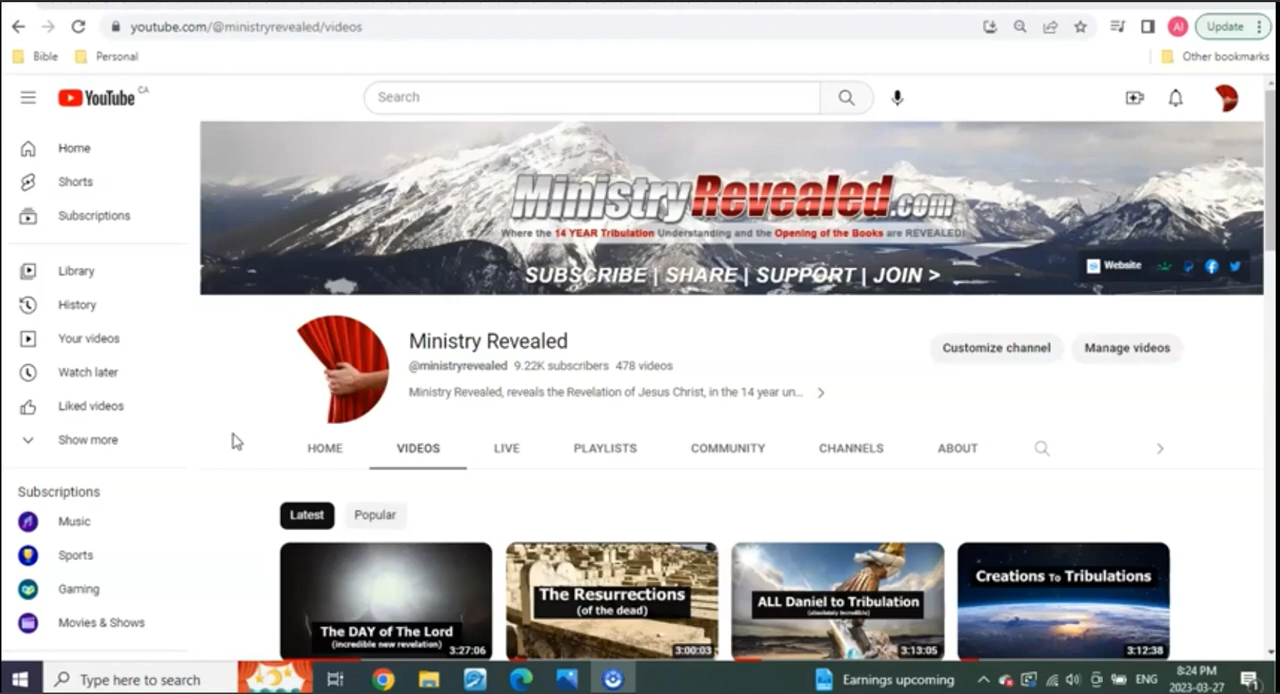 youtube.com/@ministryrevealed/videos
AI
Update
Bible
Personal
Other bookmarks
YouTube CA
Search
Home
Shorts
Subscriptions
Library
History
Your videos
Watch later
Liked videos
Show more
Subscriptions
Music
Sports
Gaming
Movies & Shows
MinistryRevealed.com
Where the 14 YEAR Tribulation Understanding and the Opening of the Books are REVEALED!
SUBSCRIBE | SHARE | SUPPORT | JOIN >
Website
Ministry Revealed
@ministryrevealed 9.22K subscribers 478 videos
Ministry Revealed, reveals the Revelation of Jesus Christ, in the 14 year un...
Customize channel
Manage videos
HOME
VIDEOS
LIVE
PLAYLISTS
COMMUNITY
CHANNELS
ABOUT
Latest
Popular
The DAY of The Lord
(incredible new revelation)
3:27:06
The Resurrections
(of the dead)
3:00:03
ALL Daniel to Tribulation
(absolutely incredible)
3:13:05
Creations To Tribulations
3:12:38
Type here to search
Earnings upcoming
ENG
8:24 PM
2023-03-27
1